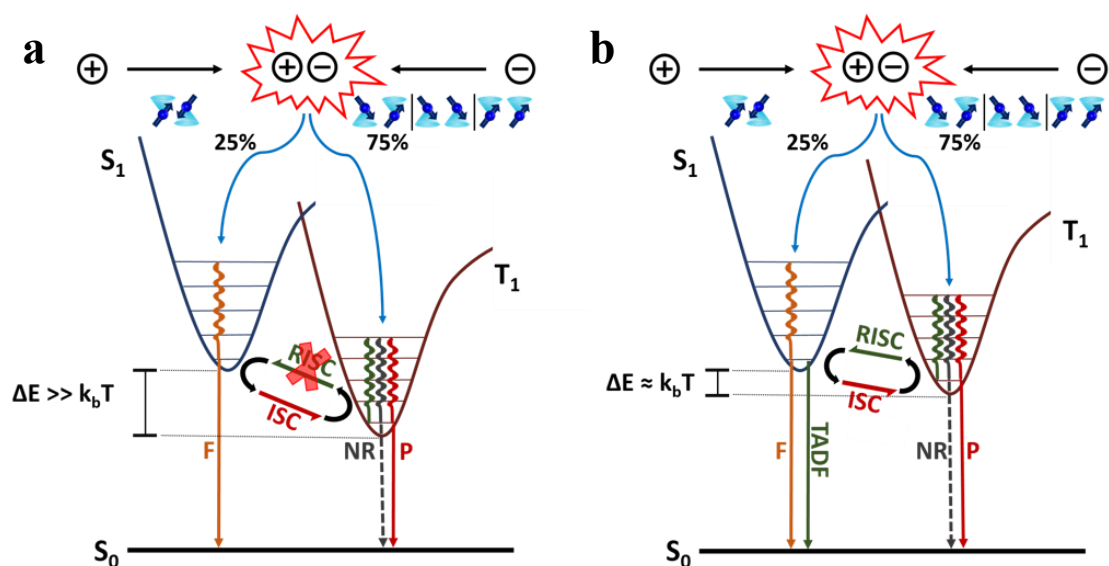 a
+
+ −
−
25%
75%
S₁
T₁
RISC
ISC
ΔE >> kbT
F
NR
P
S₀
b
+
+ −
−
25%
75%
S₁
T₁
RISC
ISC
ΔE ≈ kbT
F
TADF
NR
P
S₀